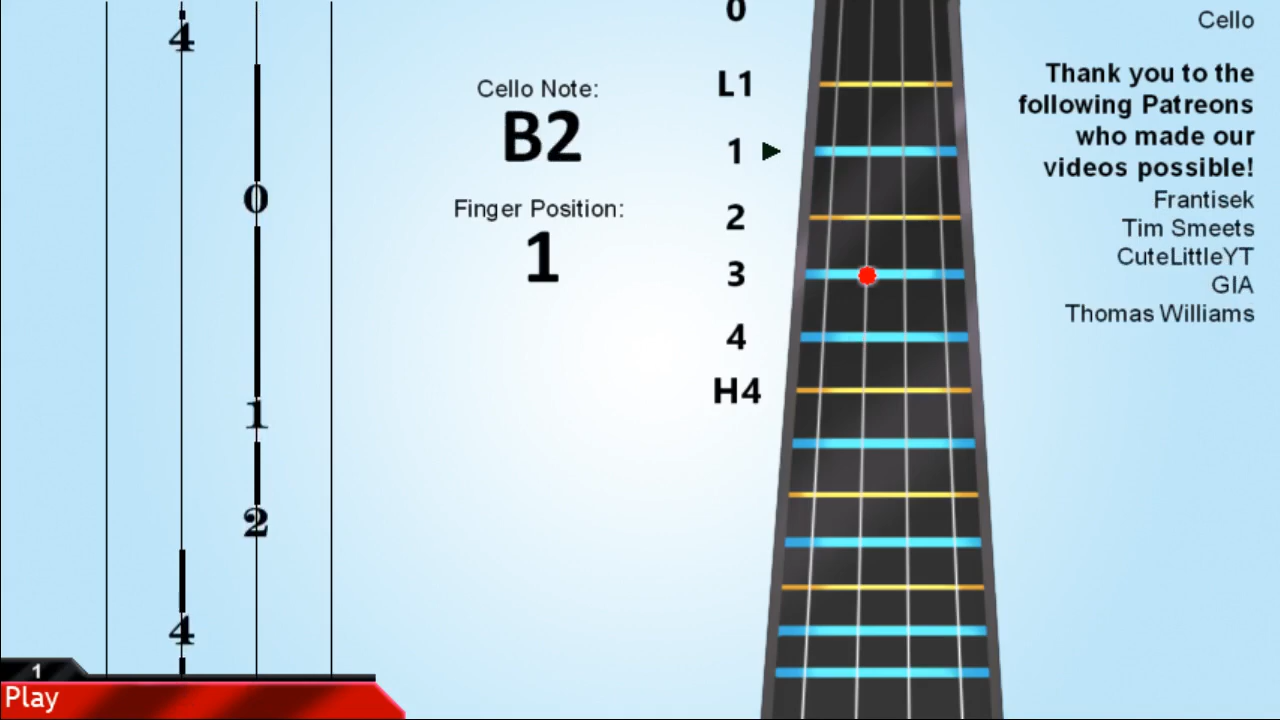 4
0
1
2
4
1
Play
Cello Note:
B2
Finger Position:
1
0
L1
1
2
3
4
H4
Cello
Thank you to the
following Patreons
who made our
videos possible!
Frantisek
Tim Smeets
CuteLittleYT
GIA
Thomas Williams